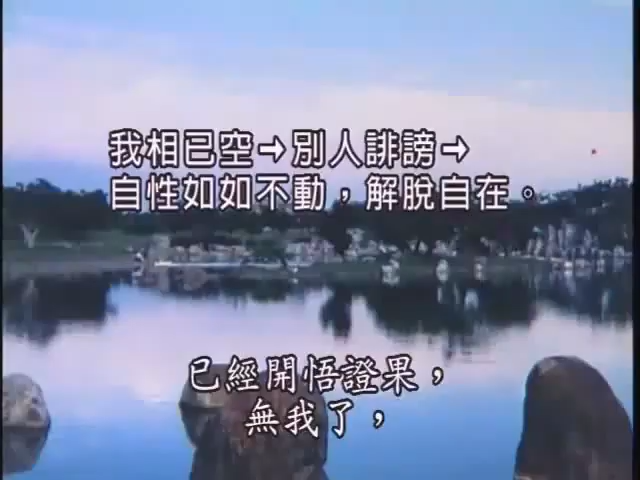 我相已空→別人誹謗→
自性如如不動，解脫自在。
已經開悟證果，
無我了，